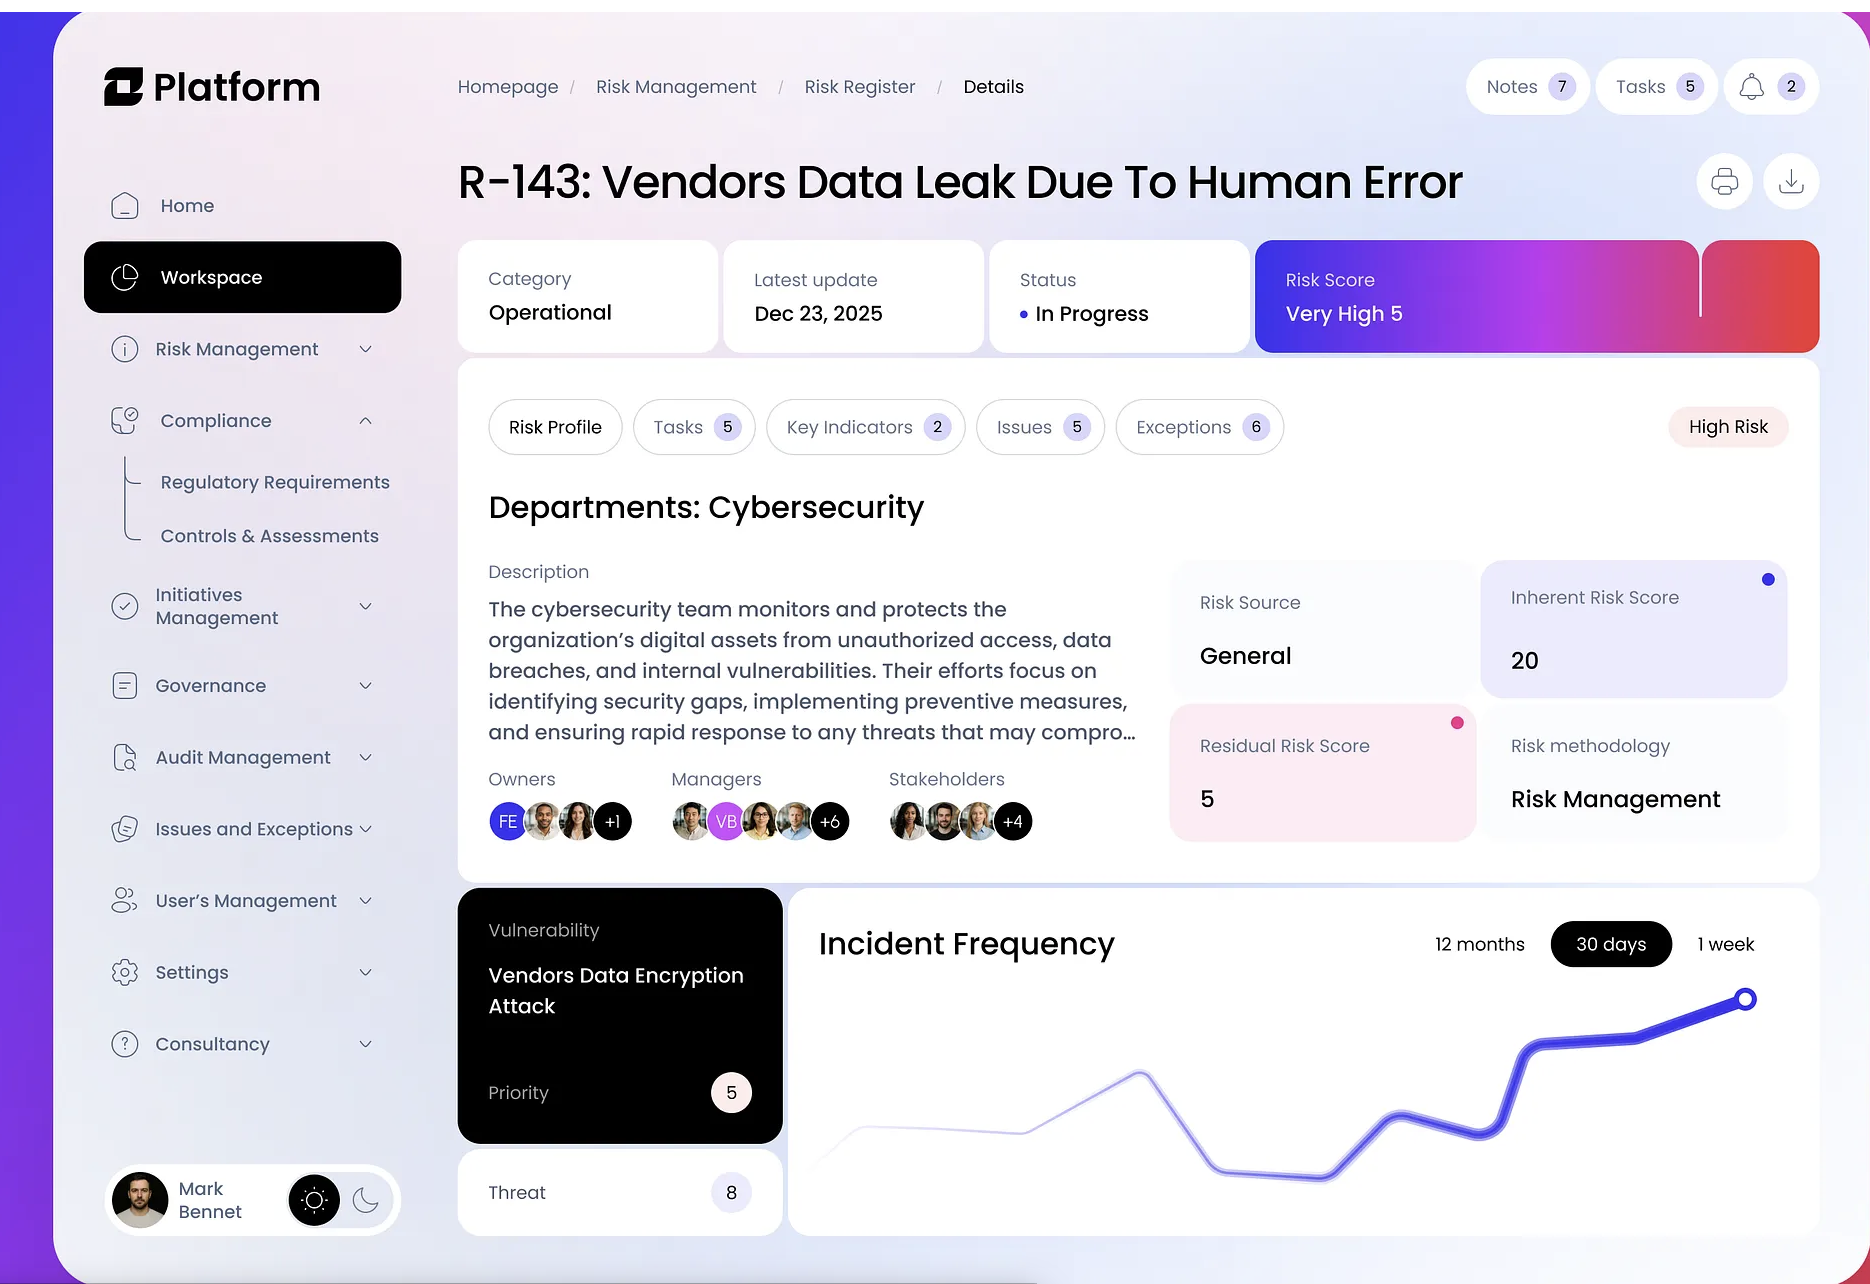 Platform
Homepage / Risk Management / Risk Register / Details
Notes 7
Tasks 5
2
Home
Workspace
Risk Management
Compliance
Regulatory Requirements
Controls & Assessments
Initiatives
Management
Governance
Audit Management
Issues and Exceptions
User’s Management
Settings
Consultancy
Mark
Bennet
R-143: Vendors Data Leak Due To Human Error
Category
Operational
Latest update
Dec 23, 2025
Status
In Progress
Risk Score
Very High 5
Risk Profile
Tasks 5
Key Indicators 2
Issues 5
Exceptions 6
High Risk
Departments: Cybersecurity
Description
The cybersecurity team monitors and protects the
organization’s digital assets from unauthorized access, data
breaches, and internal vulnerabilities. Their efforts focus on
identifying security gaps, implementing preventive measures,
and ensuring rapid response to any threats that may compro...
Owners
FE +1
Managers
VB +6
Stakeholders
+4
Risk Source
General
Inherent Risk Score
20
Residual Risk Score
5
Risk methodology
Risk Management
Vulnerability
Vendors Data Encryption
Attack
Priority 5
Threat 8
Incident Frequency
12 months 30 days 1 week